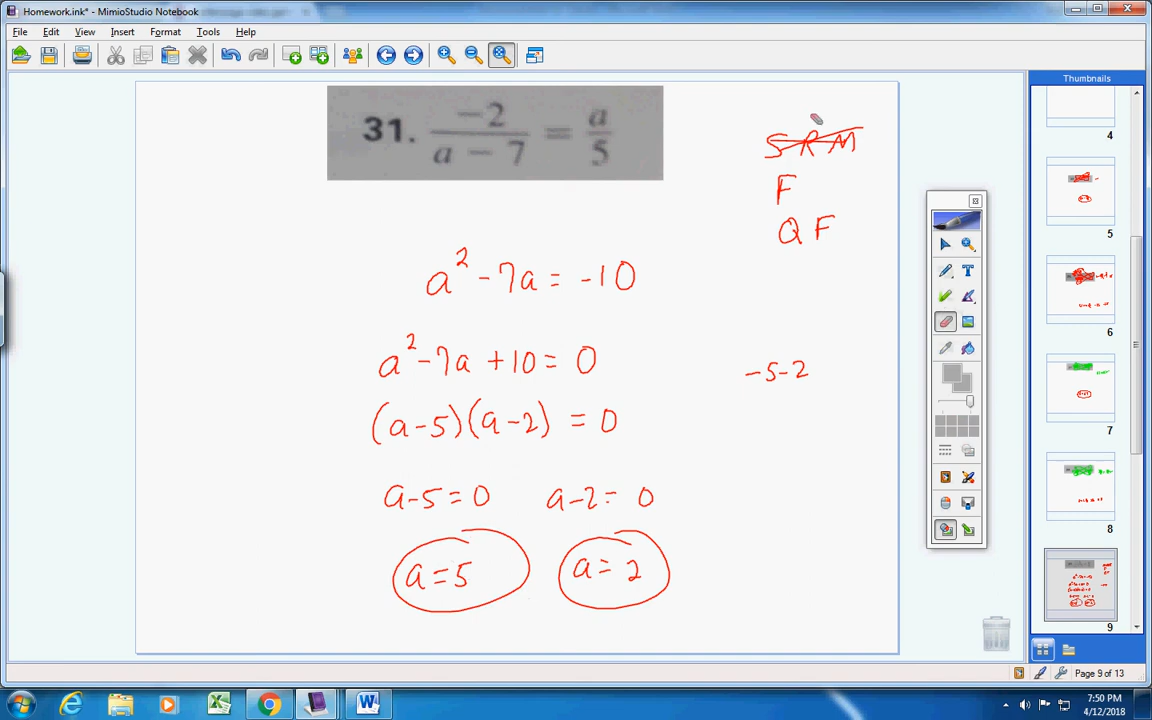 Homework.ink* - MimioStudio Notebook
File Edit View Insert Format Tools Help
Thumbnails
31. -2/(a - 7) = a/5
S R M
F
Q F
a² - 7a = -10
a² - 7a + 10 = 0
-5 -2
(a-5)(a-2) = 0
a-5=0 a-2=0
a=5 a=2
4
5
6
7
8
9
Page 9 of 13
7:50 PM
4/12/2018